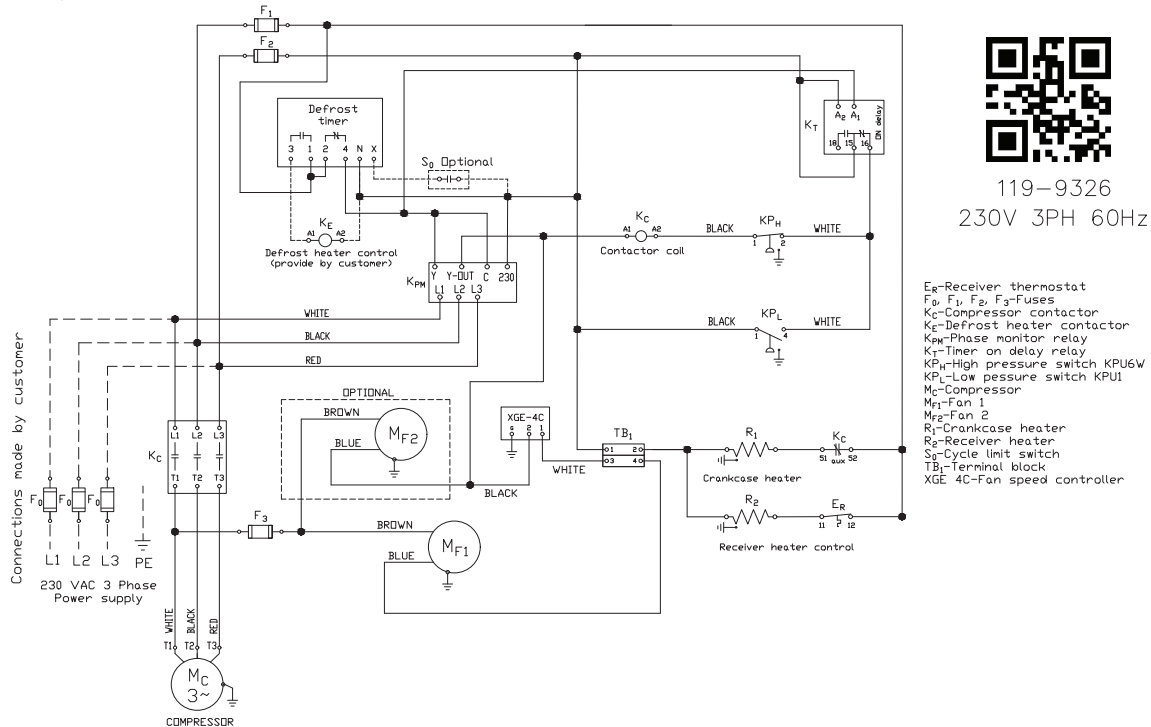 F1
F2
Defrost
timer
3 1 2 4 N X
S0 Optional
KE
A1 A2
Defrost heater control
(provide by customer)
KT
A2 A1
ON delay
18 15 16
119-9326
230V 3PH 60Hz
KC
A1 A2
Contactor coil
BLACK
KPH
1 2
WHITE
KPM
Y Y-OUT C 230
L1 L2 L3
WHITE
BLACK
RED
BLACK
KPL
1 4
WHITE
ER-Receiver thermostat
F0, F1, F2, F3-Fuses
KC-Compressor contactor
KE-Defrost heater contactor
KPM-Phase monitor relay
KT-Timer on delay relay
KPH-High pressure switch KPU6W
KPL-Low pessure switch KPU1
MC-Compressor
MF1-Fan 1
MF2-Fan 2
R1-Crankcase heater
R2-Receiver heater
S0-Cycle limit switch
TB1-Terminal block
XGE 4C-Fan speed controller
Connections made by customer
OPTIONAL
BROWN
BLUE
MF2
XGE-4C
G 2 1
WHITE
BLACK
TB1
1 2
3 4
R1
Crankcase heater
KC
51 aux 52
R2
ER
11 12
Receiver heater control
KC
L1 L2 L3
T1 T2 T3
F0 F0 F0
L1 L2 L3 PE
230 VAC 3 Phase
Power supply
F3
BROWN
BLUE
MF1
WHITE
BLACK
RED
T1 T2 T3
MC
3~
COMPRESSOR